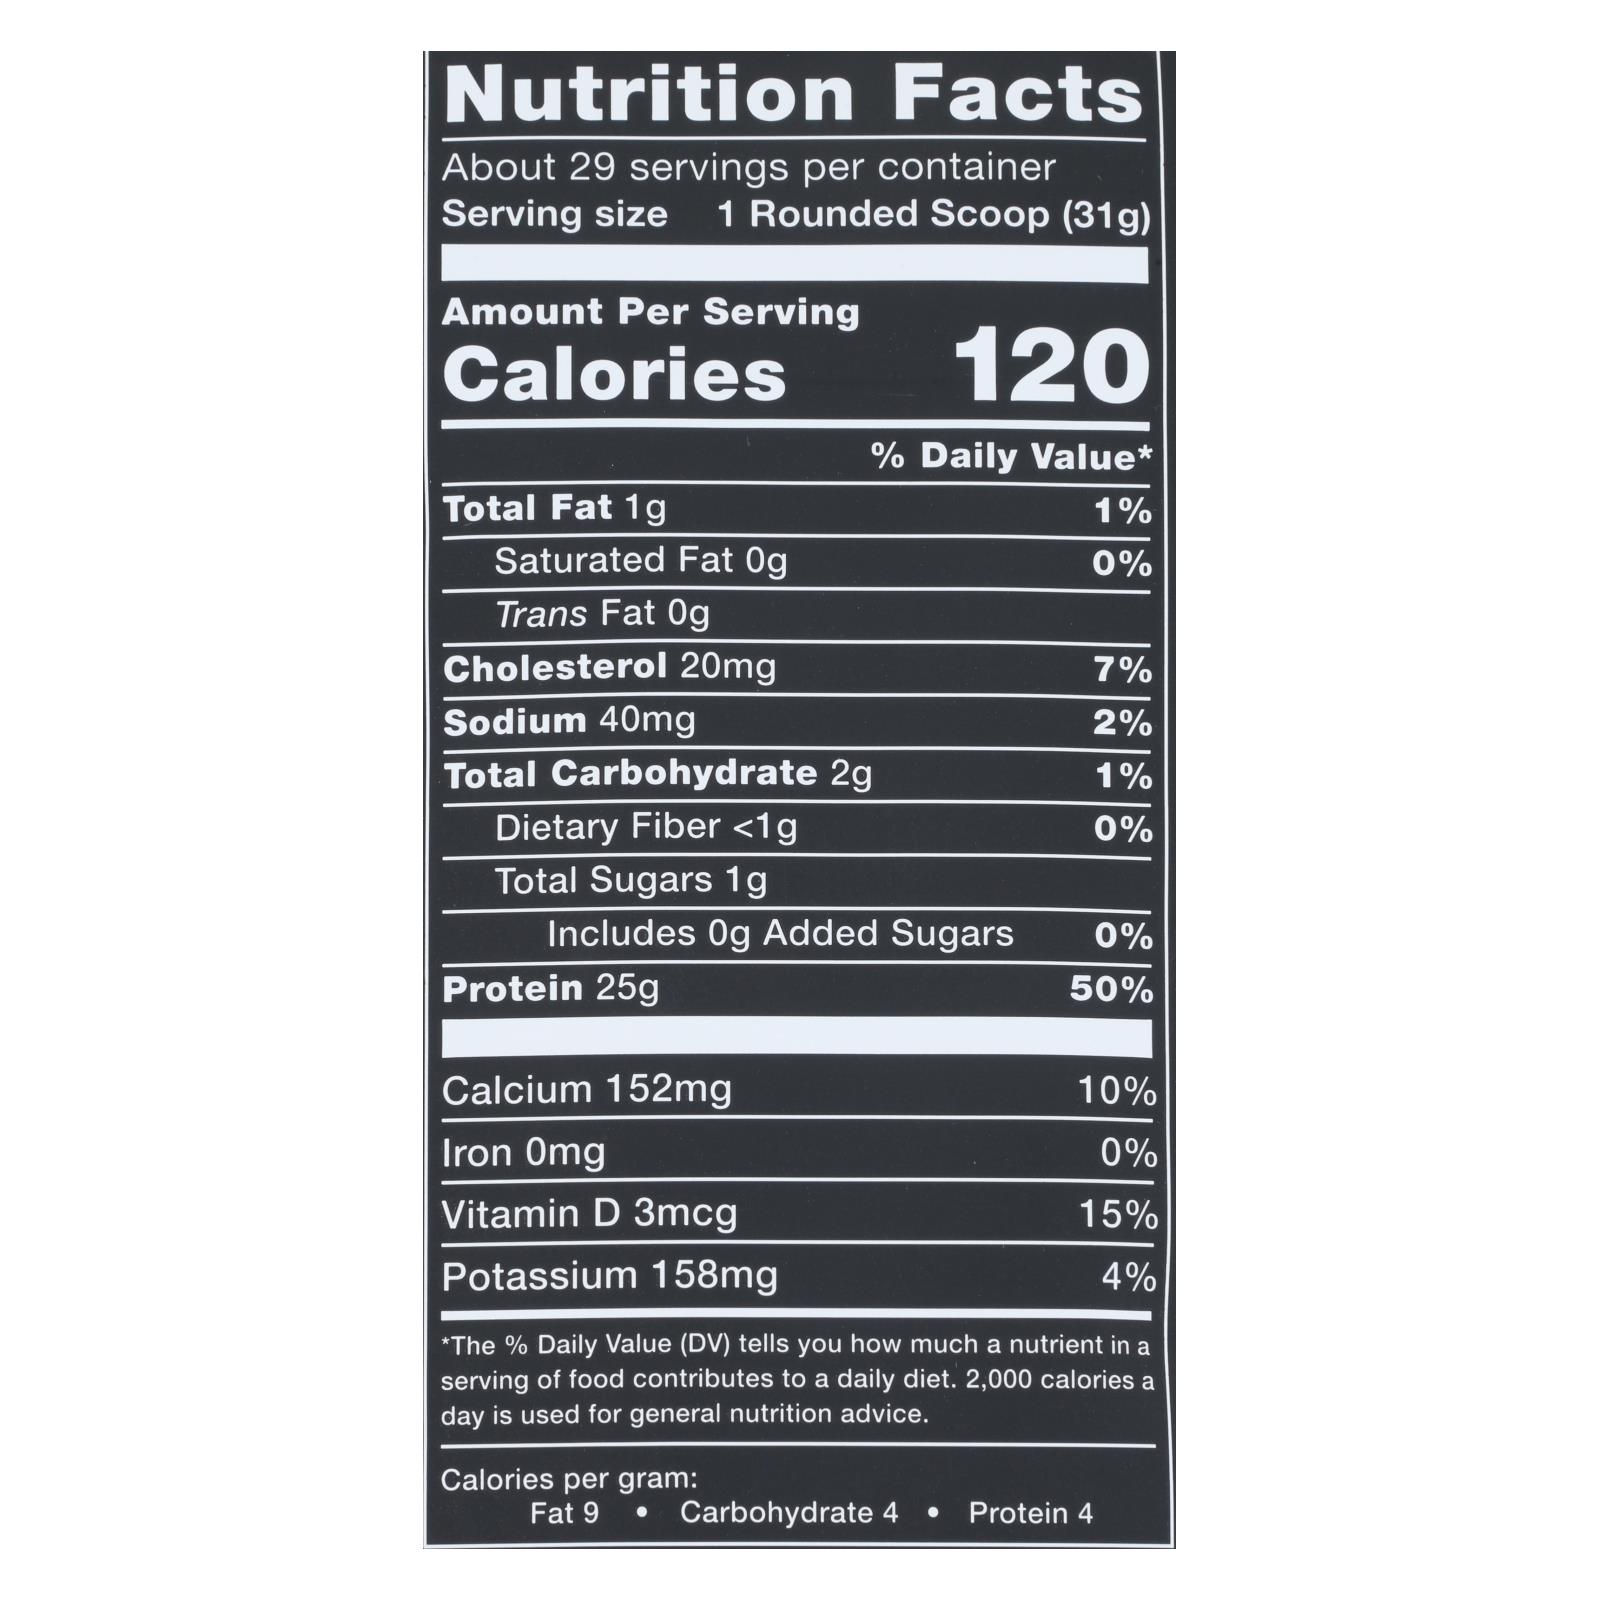 Nutrition Facts
About 29 servings per container
Serving size 1 Rounded Scoop (31g)
Amount Per Serving
Calories 120
% Daily Value*
Total Fat 1g 1%
Saturated Fat 0g 0%
Trans Fat 0g
Cholesterol 20mg 7%
Sodium 40mg 2%
Total Carbohydrate 2g 1%
Dietary Fiber <1g 0%
Total Sugars 1g
Includes 0g Added Sugars 0%
Protein 25g 50%
Calcium 152mg 10%
Iron 0mg 0%
Vitamin D 3mcg 15%
Potassium 158mg 4%
*The % Daily Value (DV) tells you how much a nutrient in a
serving of food contributes to a daily diet. 2,000 calories a
day is used for general nutrition advice.
Calories per gram:
Fat 9 • Carbohydrate 4 • Protein 4